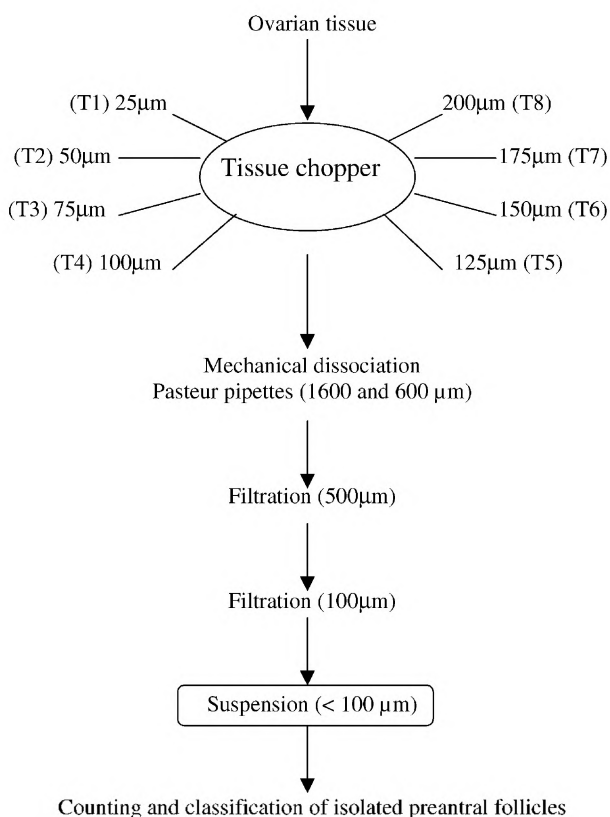 Ovarian tissue
(T1) 25µm
200µm (T8)
(T2) 50µm
Tissue chopper
175µm (T7)
(T3) 75µm
150µm (T6)
(T4) 100µm
125µm (T5)
Mechanical dissociation
Pasteur pipettes (1600 and 600 µm)
Filtration (500µm)
Filtration (100µm)
Suspension (< 100 µm)
Counting and classification of isolated preantral follicles